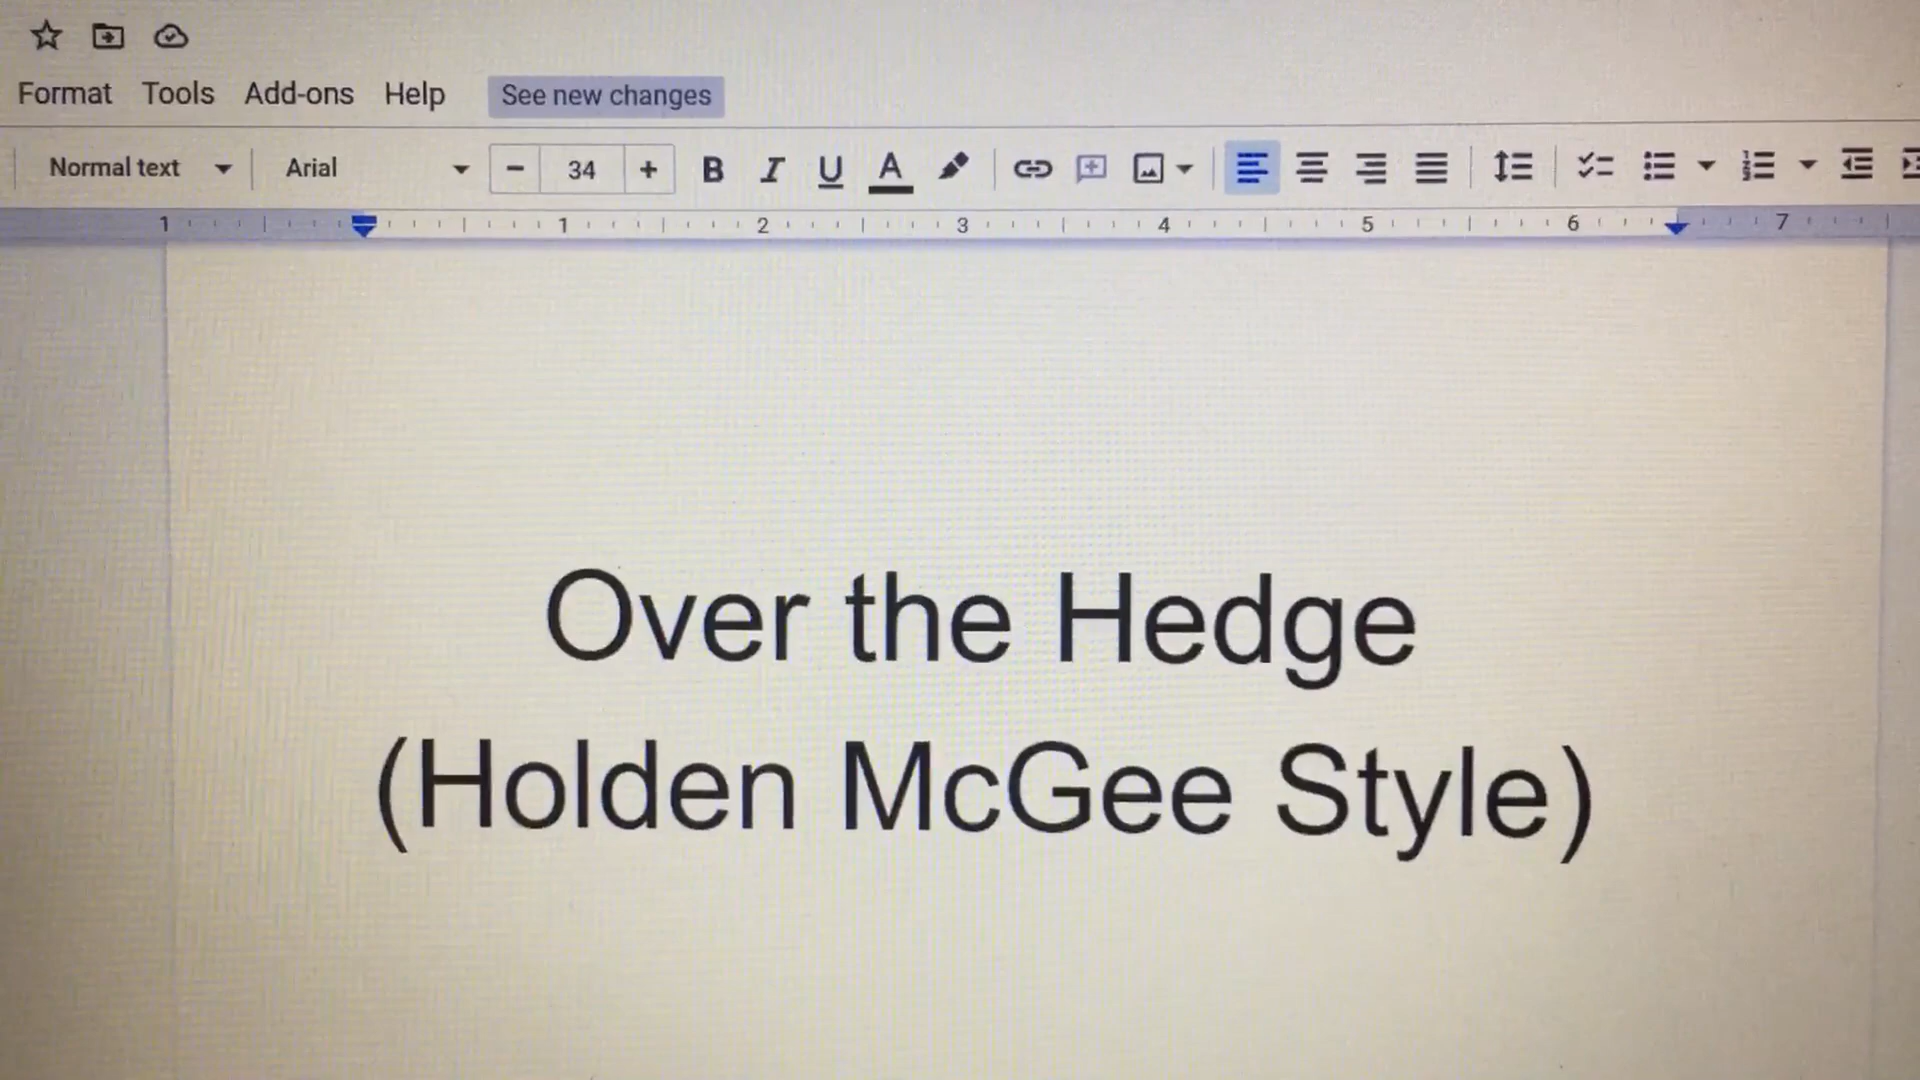 Format Tools Add-ons Help See new changes
Normal text Arial − 34 + B I U A
1 1 2 3 4 5 6 7
Over the Hedge
(Holden McGee Style)